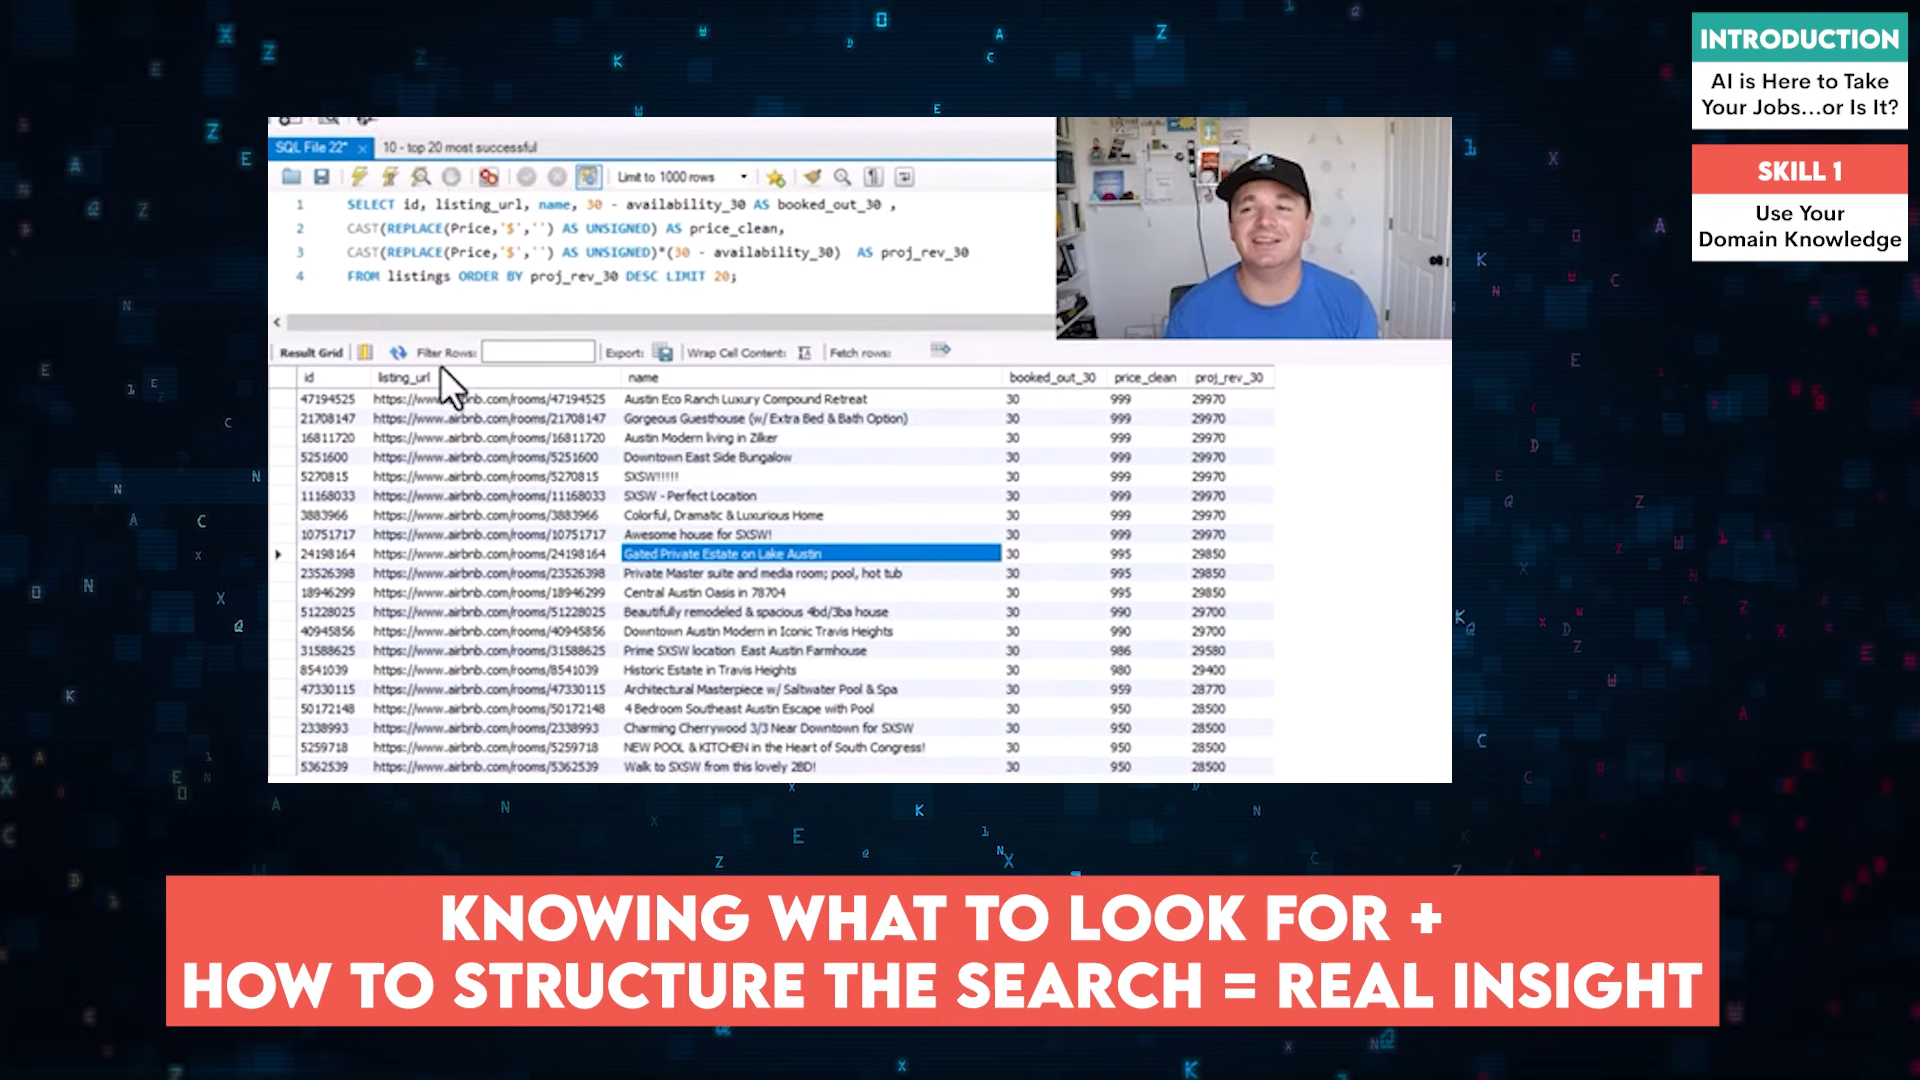 INTRODUCTION
AI is Here to Take
Your Jobs...or Is It?
SKILL 1
Use Your
Domain Knowledge
SQL File 22* × 10 - top 20 most successful
Limit to 1000 rows
1 SELECT id, listing_url, name, 30 - availability_30 AS booked_out_30 ,
2 CAST(REPLACE(Price,'$','') AS UNSIGNED) AS price_clean,
3 CAST(REPLACE(Price,'$','') AS UNSIGNED)*(30 - availability_30) AS proj_rev_30
4 FROM listings ORDER BY proj_rev_30 DESC LIMIT 20;
Result Grid Filter Rows: Export: Wrap Cell Content: Fetch rows:
id listing_url name booked_out_30 price_clean proj_rev_30
47194525 https://www.airbnb.com/rooms/47194525 Austin Eco Ranch Luxury Compound Retreat 30 999 29970
21708147 https://www.airbnb.com/rooms/21708147 Gorgeous Guesthouse (w/ Extra Bed & Bath Option) 30 999 29970
16811720 https://www.airbnb.com/rooms/16811720 Austin Modern living in Zilker 30 999 29970
5251600 https://www.airbnb.com/rooms/5251600 Downtown East Side Bungalow 30 999 29970
5270815 https://www.airbnb.com/rooms/5270815 SXSW!!!!! 30 999 29970
11168033 https://www.airbnb.com/rooms/11168033 SXSW - Perfect Location 30 999 29970
3883966 https://www.airbnb.com/rooms/3883966 Colorful, Dramatic & Luxurious Home 30 999 29970
10751717 https://www.airbnb.com/rooms/10751717 Awesome house for SXSW! 30 999 29970
24198164 https://www.airbnb.com/rooms/24198164 Gated Private Estate on Lake Austin 30 995 29850
23526398 https://www.airbnb.com/rooms/23526398 Private Master suite and media room; pool, hot tub 30 995 29850
18946299 https://www.airbnb.com/rooms/18946299 Central Austin Oasis in 78704 30 995 29850
51228025 https://www.airbnb.com/rooms/51228025 Beautifully remodeled & spacious 4bd/3ba house 30 990 29700
40945856 https://www.airbnb.com/rooms/40945856 Downtown Austin Modern in Iconic Travis Heights 30 990 29700
31588625 https://www.airbnb.com/rooms/31588625 Prime SXSW location East Austin Farmhouse 30 986 29580
8541039 https://www.airbnb.com/rooms/8541039 Historic Estate in Travis Heights 30 980 29400
47330115 https://www.airbnb.com/rooms/47330115 Architectural Masterpiece w/ Saltwater Pool & Spa 30 959 28770
50172148 https://www.airbnb.com/rooms/50172148 4 Bedroom Southeast Austin Escape with Pool 30 950 28500
2338993 https://www.airbnb.com/rooms/2338993 Charming Cherrywood 3/3 Near Downtown for SXSW 30 950 28500
5259718 https://www.airbnb.com/rooms/5259718 NEW POOL & KITCHEN in the Heart of South Congress! 30 950 28500
5362539 https://www.airbnb.com/rooms/5362539 Walk to SXSW from this lovely 2BD! 30 950 28500
KNOWING WHAT TO LOOK FOR +
HOW TO STRUCTURE THE SEARCH = REAL INSIGHT